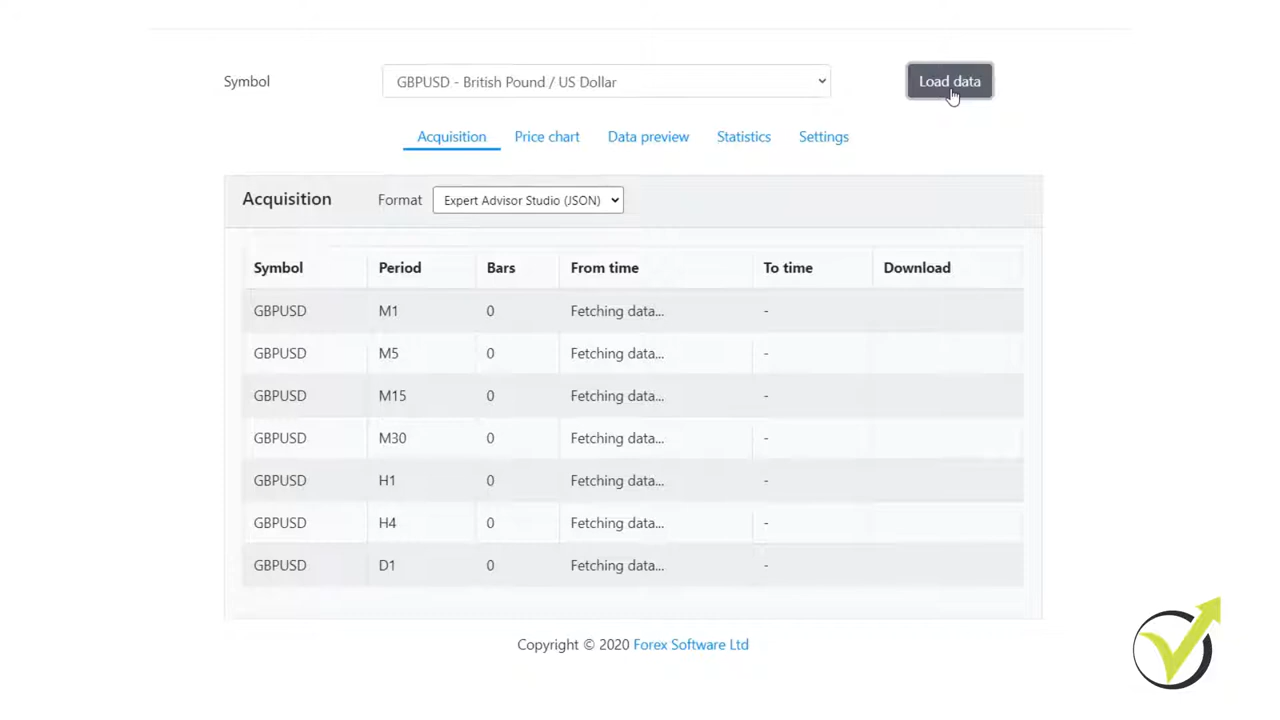 Symbol GBPUSD - British Pound / US Dollar Load data
Acquisition Price chart Data preview Statistics Settings
Acquisition Format Expert Advisor Studio (JSON)
Symbol Period Bars From time To time Download
GBPUSD M1 0 Fetching data... -
GBPUSD M5 0 Fetching data... -
GBPUSD M15 0 Fetching data... -
GBPUSD M30 0 Fetching data... -
GBPUSD H1 0 Fetching data... -
GBPUSD H4 0 Fetching data... -
GBPUSD D1 0 Fetching data... -
Copyright © 2020 Forex Software Ltd